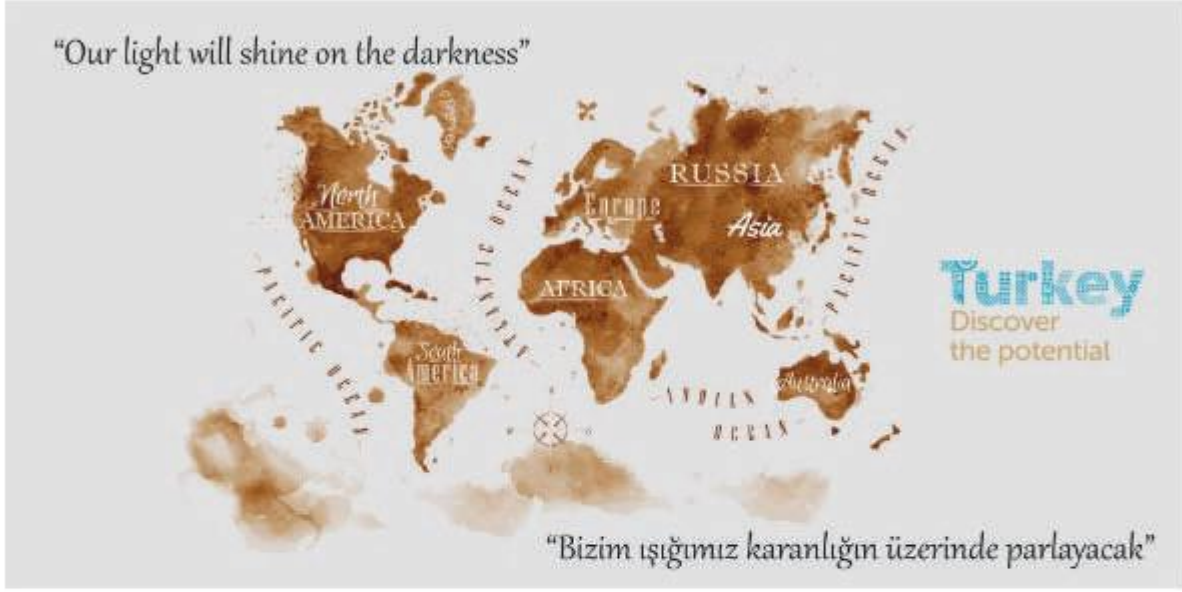 “Our light will shine on the darkness”
North
AMERICA
RUSSIA
Europe
Asia
AFRICA
South
America
Australia
PACIFIC OCEAN
ATLANTIC OCEAN
PACIFIC OCEAN
INDIAN
OCEAN
Turkey
Discover
the potential
“Bizim ışığımız karanlığın üzerinde parlayacak”